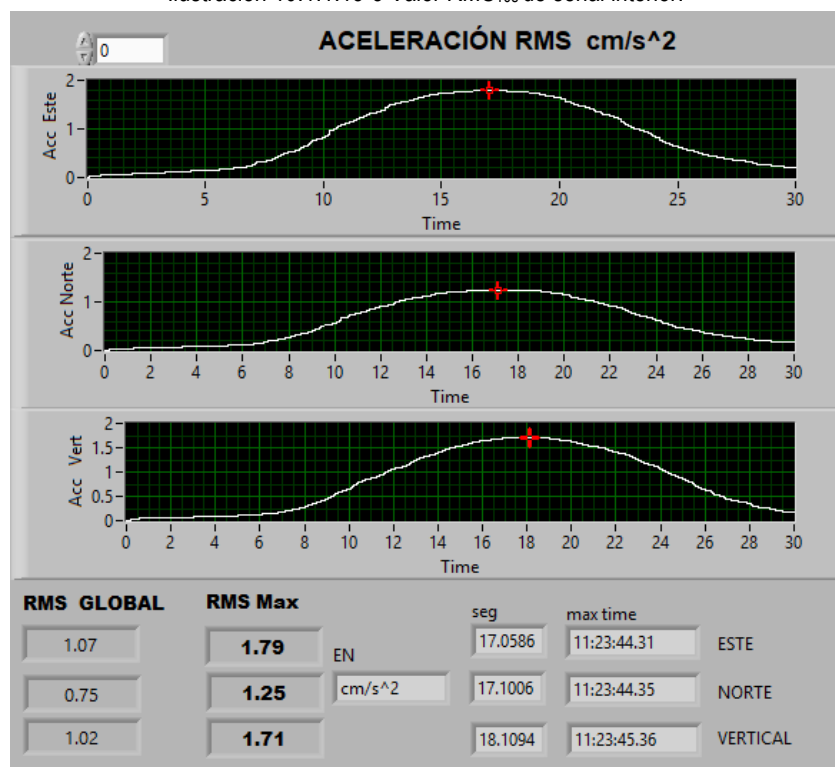 0
ACELERACIÓN RMS cm/s^2
Acc Este
2
1
0
0 5 10 15 20 25 30
Time
Acc Norte
2
1
0
0 2 4 6 8 10 12 14 16 18 20 22 24 26 28 30
Time
Acc Vert
2
1.5
1
0.5
0
0 2 4 6 8 10 12 14 16 18 20 22 24 26 28 30
Time
RMS GLOBAL RMS Max seg max time
1.07 1.79 EN 17.0586 11:23:44.31 ESTE
0.75 1.25 cm/s^2 17.1006 11:23:44.35 NORTE
1.02 1.71 18.1094 11:23:45.36 VERTICAL